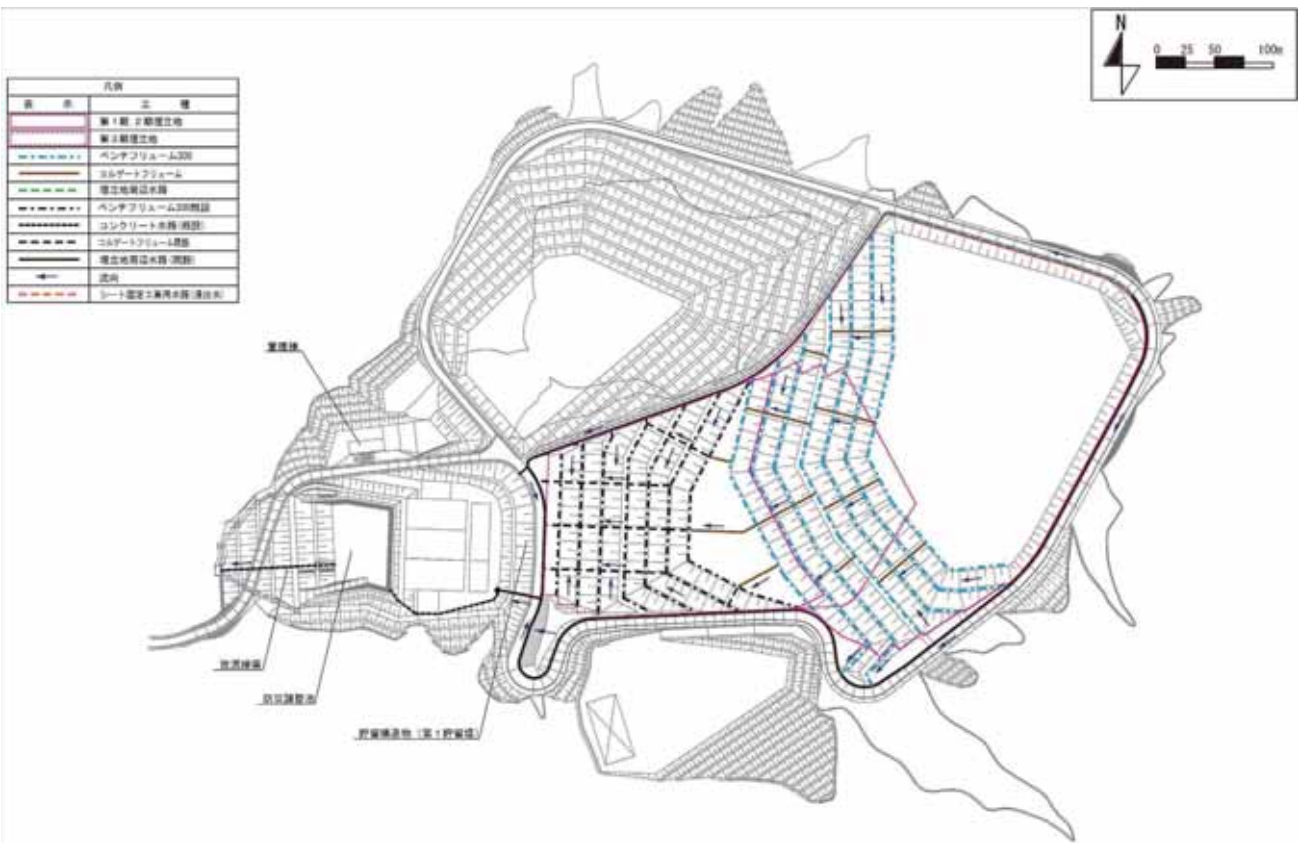 N
0 25 50 100m
凡例
表 示 工 種
第1期、2期埋立地
第3期埋立地
ベンチフリューム300
コルゲートフリューム
埋立地周辺水路
ベンチフリューム300既設
コンクリート水路(既設)
コルゲートフリューム既設
埋立地周辺水路(既設)
流向
シート固定工兼用水路(浸出水)
管理棟
放流設備
防災調整池
貯留構造物（第1貯留堤）